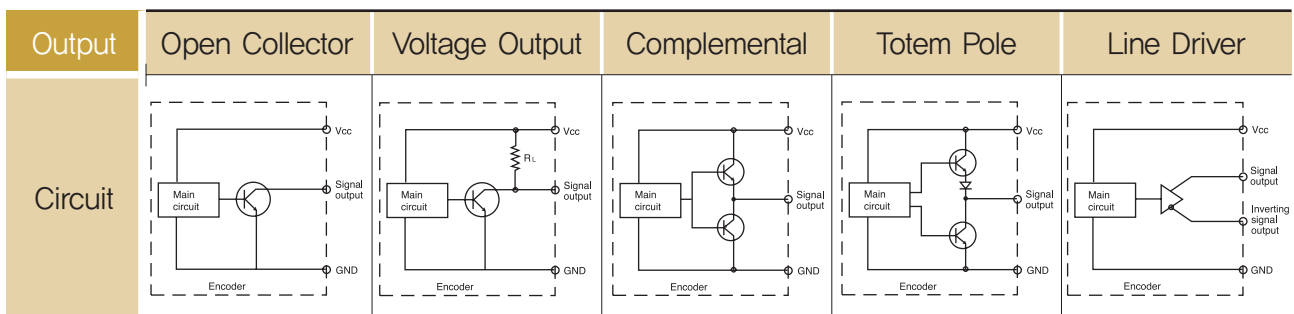 Output
Open Collector
Voltage Output
Complemental
Totem Pole
Line Driver
Circuit
Vcc
Main
circuit
Signal
output
GND
Encoder
Vcc
RL
Main
circuit
Signal
output
GND
Encoder
Vcc
Main
circuit
Signal
output
GND
Encoder
Vcc
Main
circuit
Signal
output
GND
Encoder
Vcc
Main
circuit
Signal
output
Inverting
signal
output
GND
Encoder